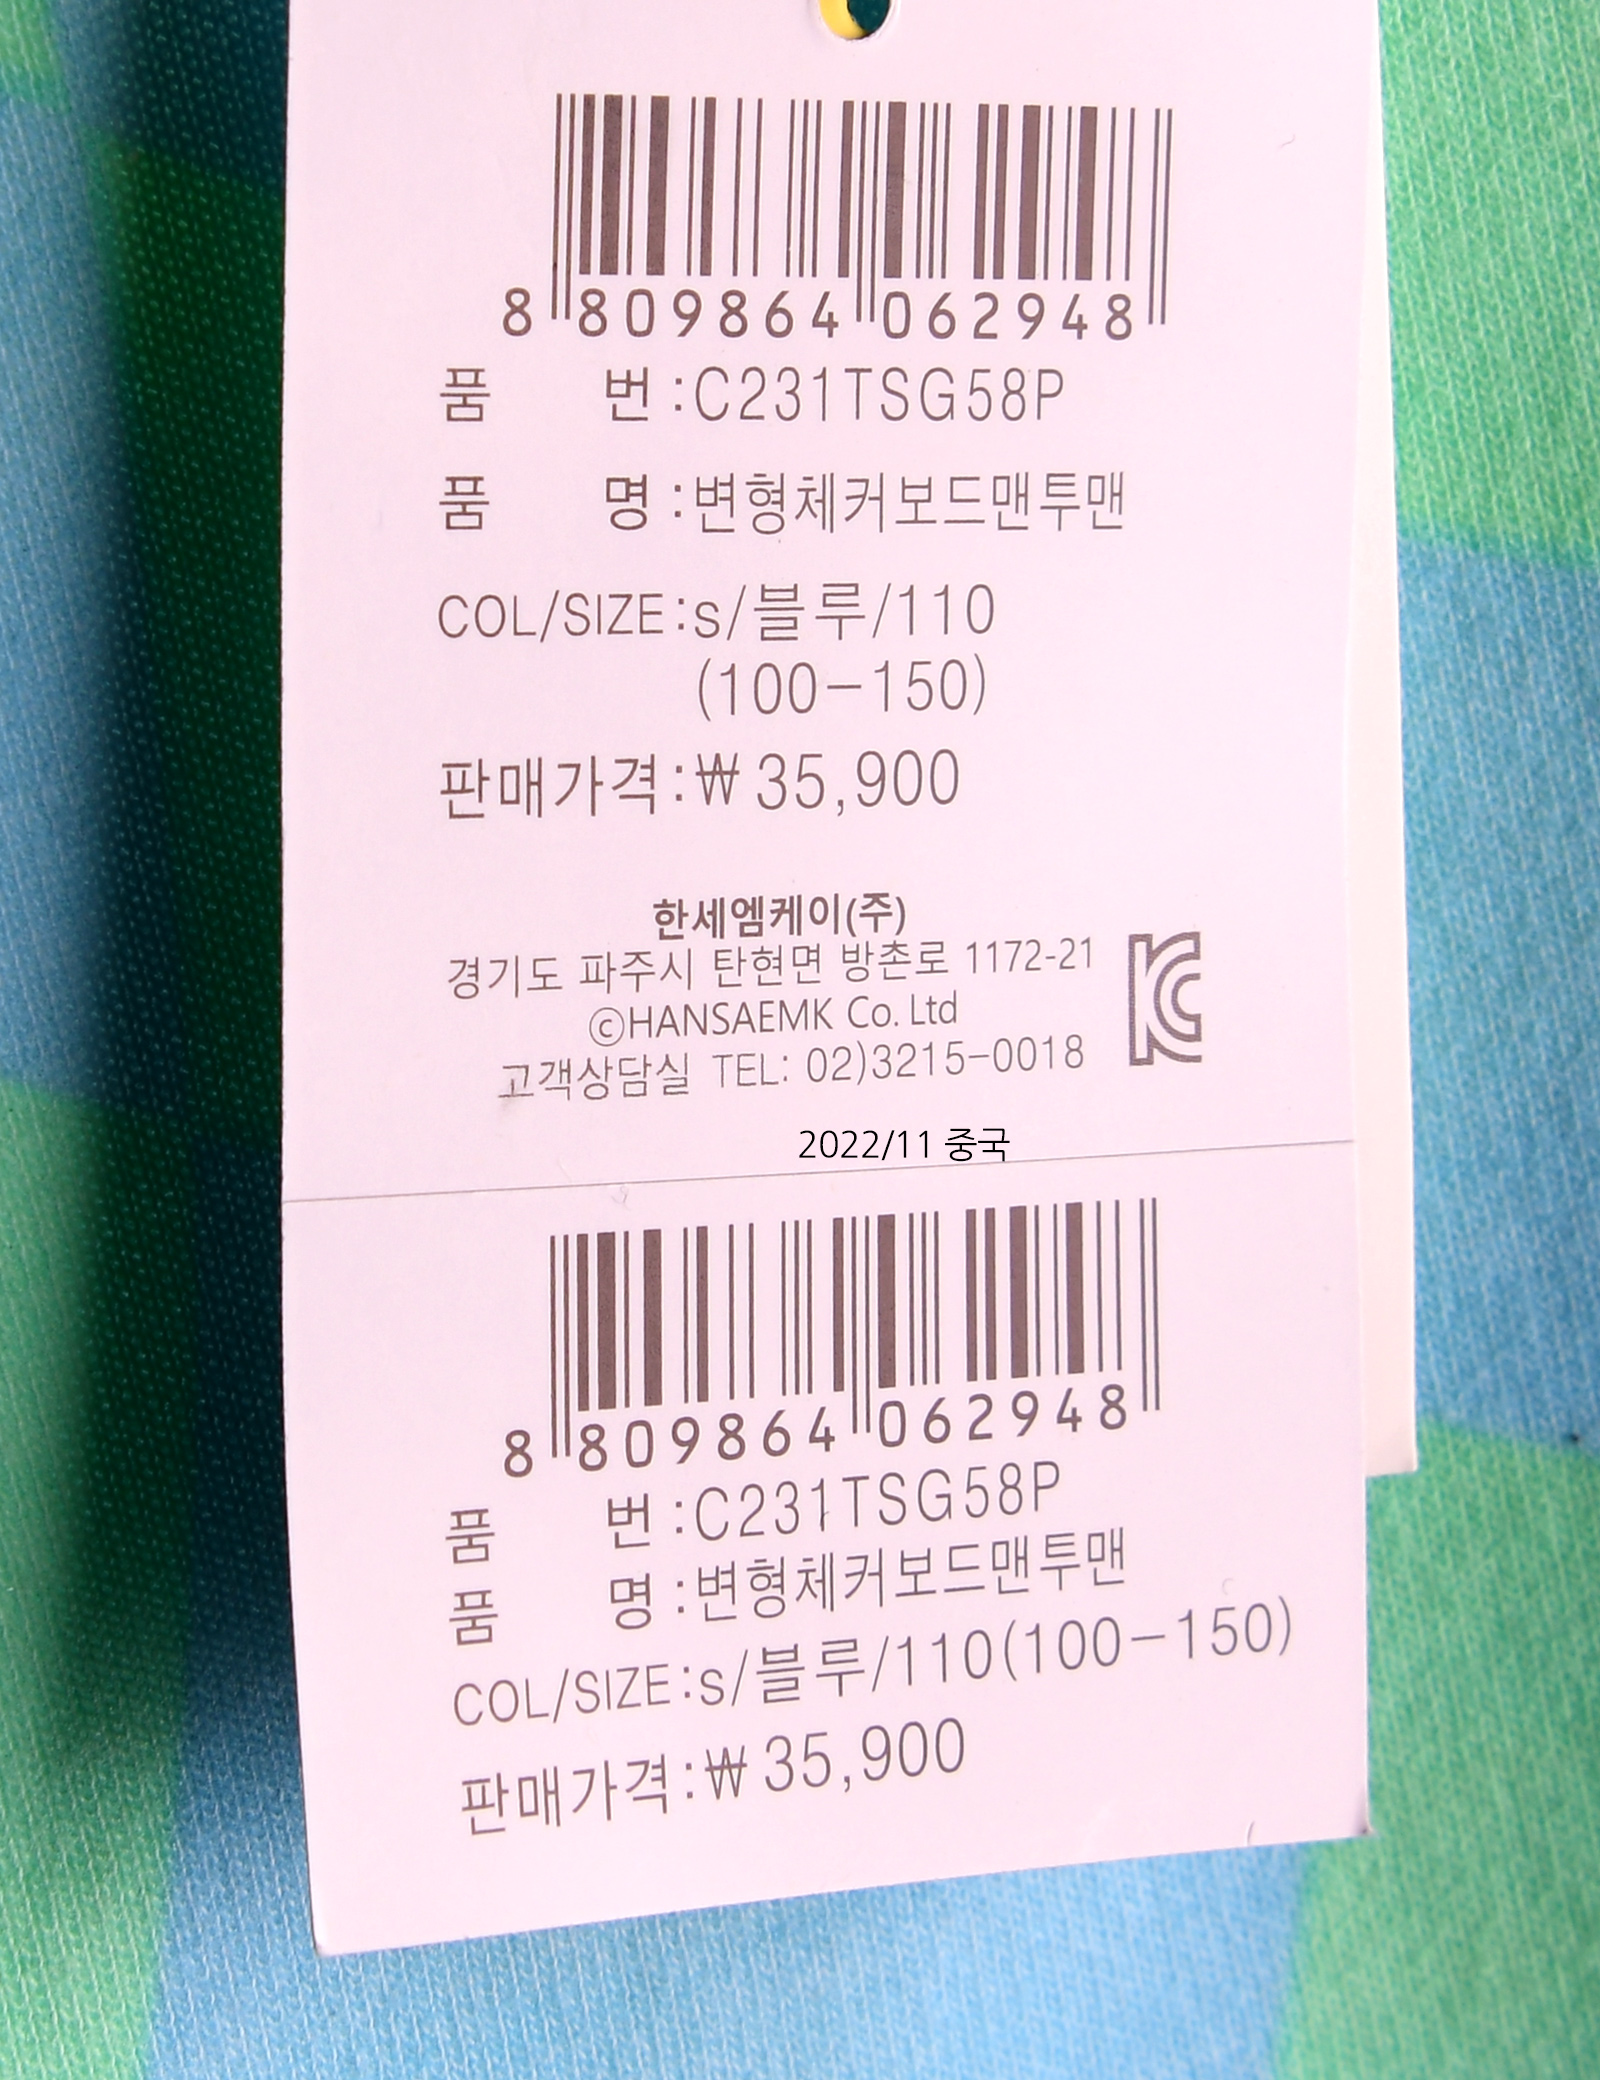 8 809864 062948
품 번 :C231TSG58P
품 명 :변형체커보드맨투맨
COL/SIZE:s/블루/110
(100-150)
판매가격:₩35,900
한세엠케이(주)
경기도 파주시 탄현면 방촌로 1172-21
ⓒHANSAEMK Co. Ltd
고객상담실 TEL: 02)3215-0018
2022/11 중국
8 809864 062948
품 번 :C231TSG58P
품 명 :변형체커보드맨투맨
COL/SIZE:s/블루/110(100-150)
판매가격:₩35,900